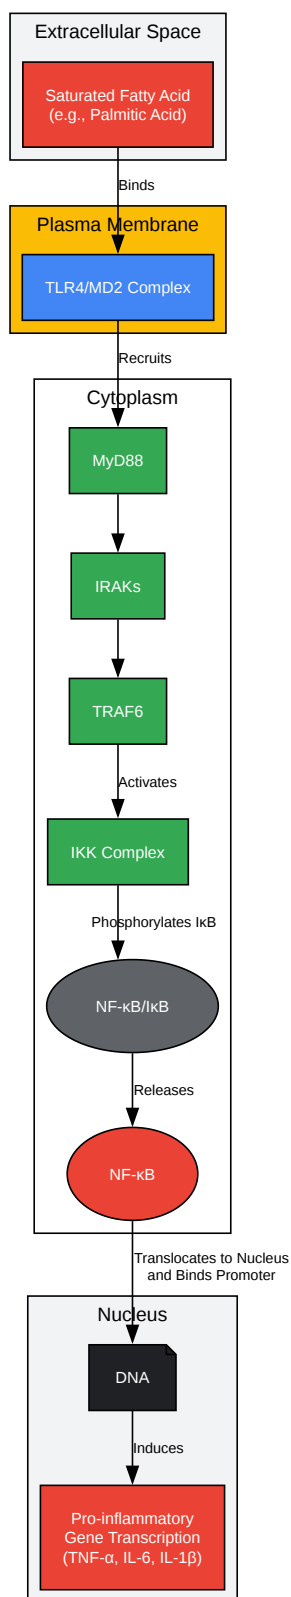 Extracellular Space
Saturated Fatty Acid
(e.g., Palmitic Acid)
Binds
Plasma Membrane
TLR4/MD2 Complex
Recruits
Cytoplasm
MyD88
IRAKs
TRAF6
Activates
IKK Complex
Phosphorylates IκB
NF-κB/IκB
Releases
NF-κB
Translocates to Nucleus
and Binds Promoter
Nucleus
DNA
Induces
Pro-inflammatory
Gene Transcription
(TNF-α, IL-6, IL-1β)